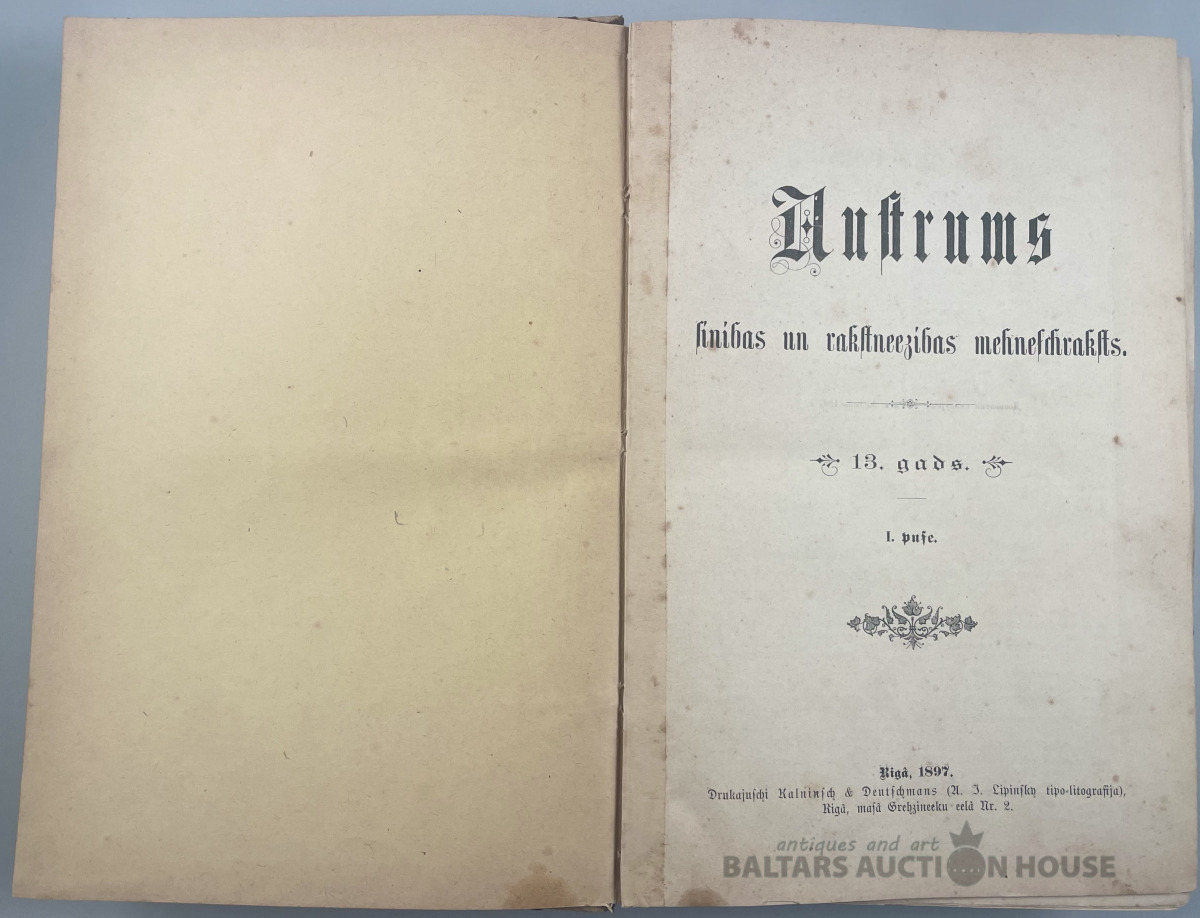 Austrums
ſinibas un rakſtneezibas mehneſchrakſts.
13. gads.
I. puſe.
Rigâ, 1897.
Drukajuſchi Kalninſch & Deutſchmans (A. J. Lipinſky tipo-litografija),
Rigâ, maſâ Grehzineeku eelâ Nr. 2.
antiques and art
BALTARS AUCTION HOUSE